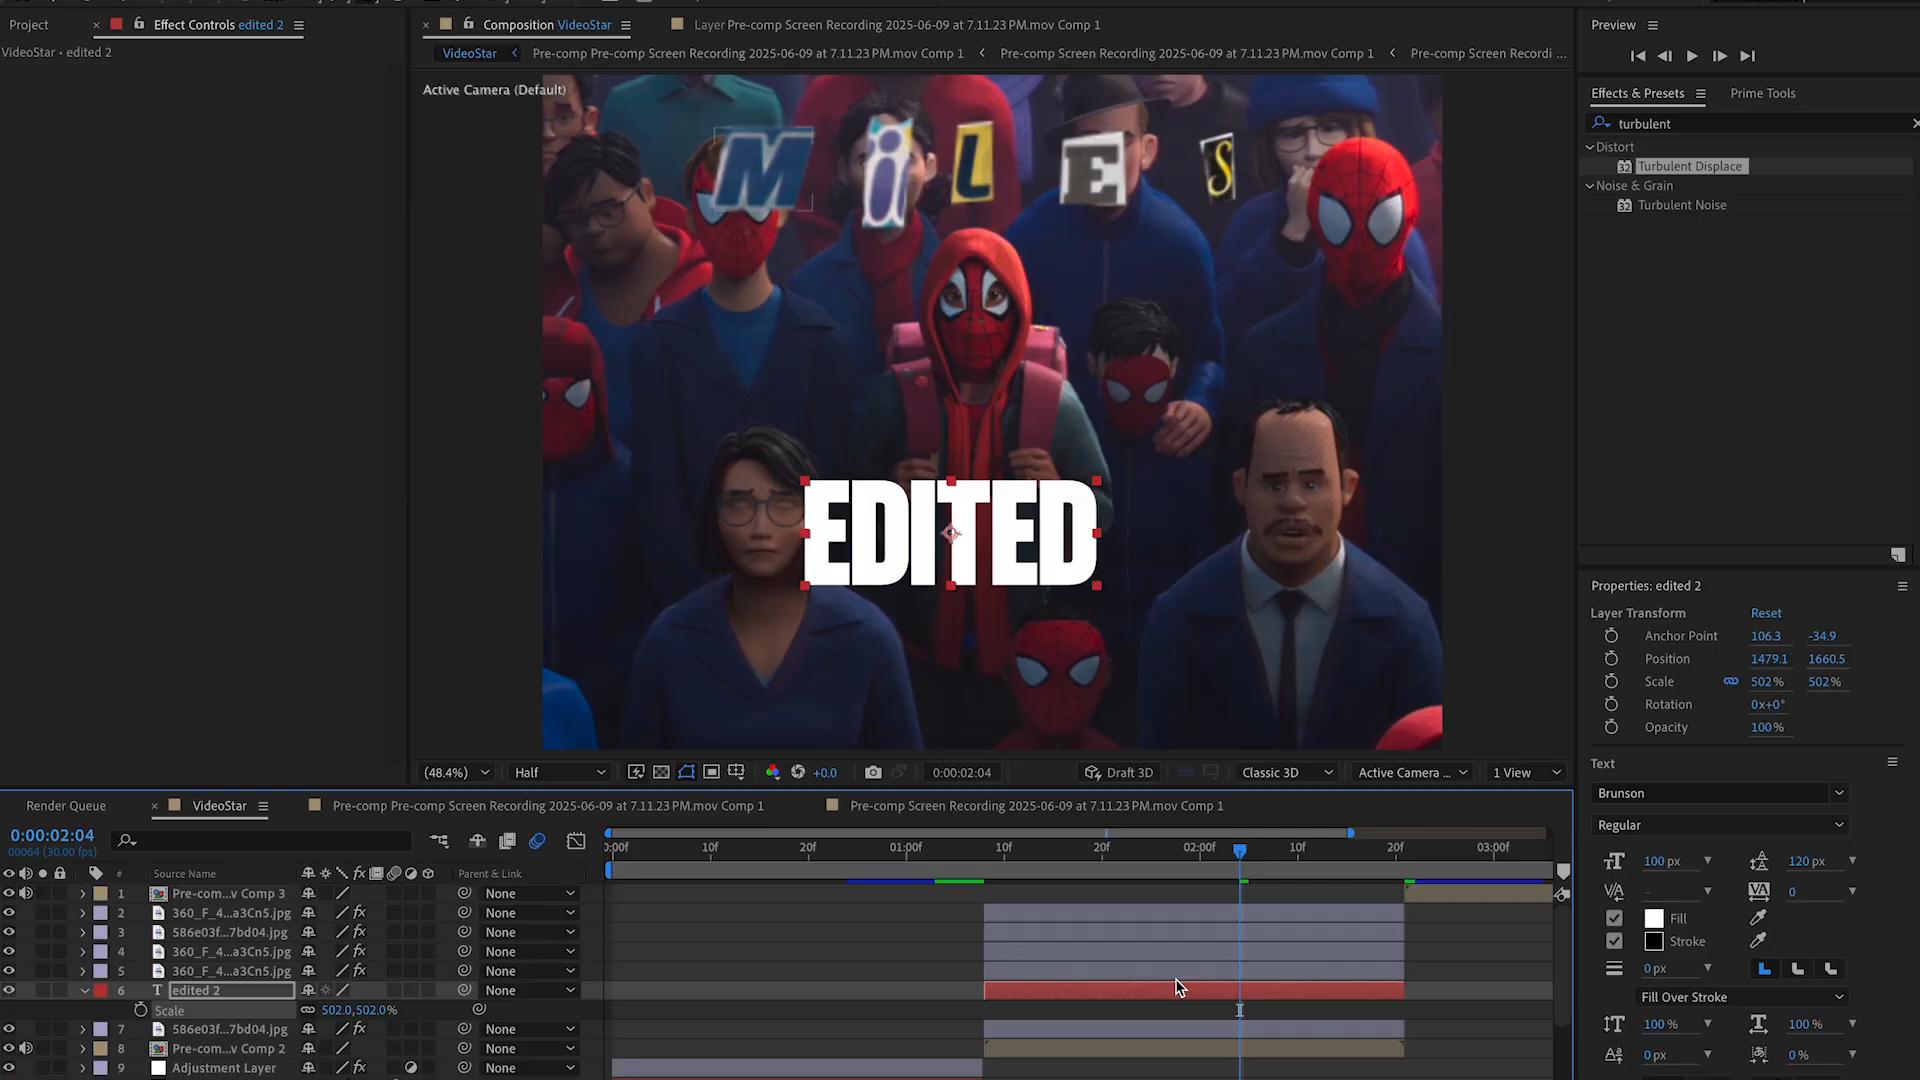 Project
Effect Controls edited 2
VideoStar • edited 2
Composition VideoStar
Layer Pre-comp Screen Recording 2025-06-09 at 7.11.23 PM.mov Comp 1
VideoStar
Pre-comp Pre-comp Screen Recording 2025-06-09 at 7.11.23 PM.mov Comp 1
Pre-comp Screen Recording 2025-06-09 at 7.11.23 PM.mov Comp 1
Pre-comp Screen Recordi ...
Active Camera (Default)
MiLES
EDITED
(48.4%)
Half
+0.0
0:00:02:04
Draft 3D
Classic 3D
Active Camera ...
1 View
Preview
Effects & Presets
Prime Tools
turbulent
Distort
32 Turbulent Displace
Noise & Grain
32 Turbulent Noise
Properties: edited 2
Layer Transform Reset
Anchor Point 106.3 -34.9
Position 1479.1 1660.5
Scale 502% 502%
Rotation 0x+0°
Opacity 100%
Text
Brunson
Regular
100 px 120 px
– 0
Fill
Stroke
0 px
Fill Over Stroke
100 % 100 %
0 px 0 %
Render Queue
VideoStar
Pre-comp Pre-comp Screen Recording 2025-06-09 at 7.11.23 PM.mov Comp 1
Pre-comp Screen Recording 2025-06-09 at 7.11.23 PM.mov Comp 1
0:00:02:04
00064 (30.00 fps)
:00f 10f 20f 01:00f 10f 20f 02:00f 10f 20f 03:00f
# Source Name Parent & Link
1 Pre-com...v Comp 3 None
2 360_F_4...a3Cn5.jpg None
3 586e03f...7bd04.jpg None
4 360_F_4...a3Cn5.jpg None
5 360_F_4...a3Cn5.jpg None
6 T edited 2 None
Scale 502.0,502.0%
7 586e03f...7bd04.jpg None
8 Pre-com...v Comp 2 None
9 Adjustment Layer None